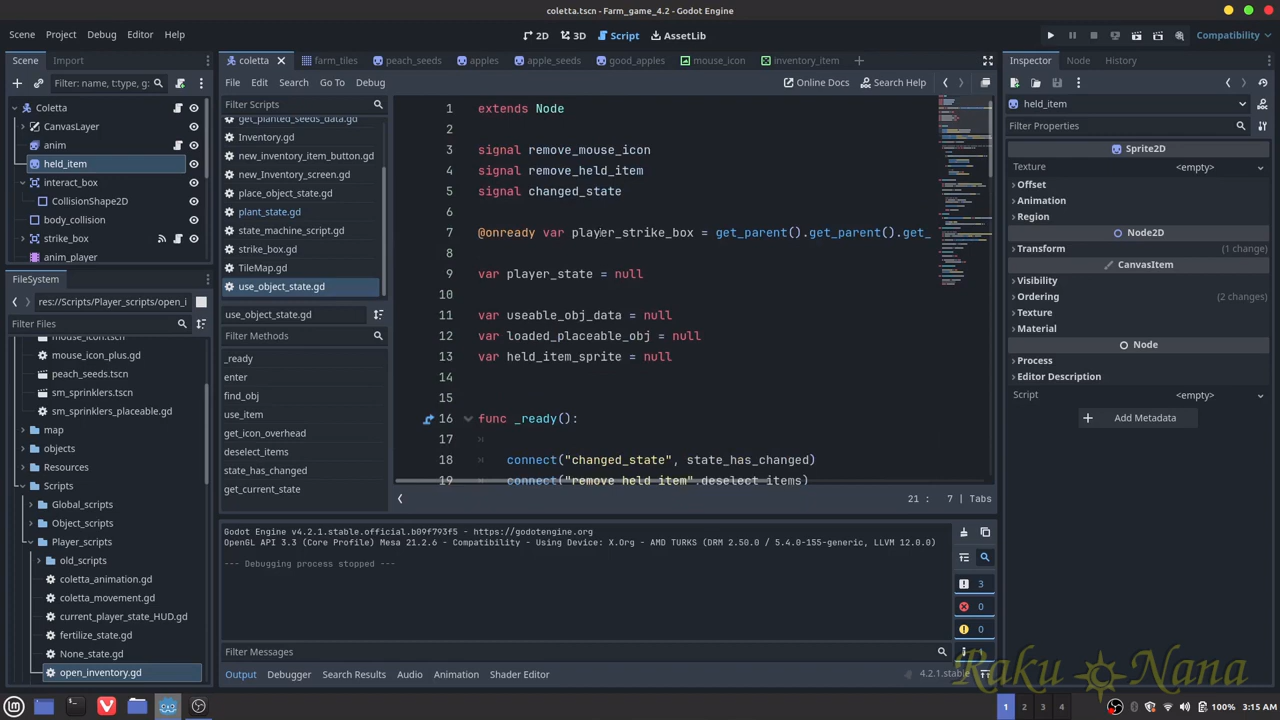 coletta.tscn - Farm_game_4.2 - Godot Engine
Scene Project Debug Editor Help
2D 3D Script AssetLib
Compatibility
Scene Import
Filter: name, t:type, g:
Coletta
CanvasLayer
anim
held_item
interact_box
CollisionShape2D
body_collision
strike_box
anim_player
FileSystem
res://Scripts/Player_scripts/open_i
Filter Files
mouse_icon.tscn
mouse_icon_plus.gd
peach_seeds.tscn
sm_sprinklers.tscn
sm_sprinklers_placeable.gd
map
objects
Resources
Scripts
Global_scripts
Object_scripts
Player_scripts
old_scripts
coletta_animation.gd
coletta_movement.gd
current_player_state_HUD.gd
fertilize_state.gd
None_state.gd
open_inventory.gd
coletta farm_tiles peach_seeds apples apple_seeds good_apples mouse_icon inventory_item
File Edit Search Go To Debug
Online Docs Search Help
Filter Scripts
get_planted_seeds_data.gd
Inventory.gd
inventory_item_button.gd
inventory_screen.gd
object_state.gd
state.gd
machine_script.gd
.gd
TileMap.gd
use_object_state.gd
use_object_state.gd
Filter Methods
_ready
enter
find_obj
use_item
get_icon_overhead
deselect_items
state_has_changed
get_current_state
1 extends Node
2
3 signal remove_mouse_icon
4 signal remove_held_item
5 signal changed_state
6
@onready var player_strike_box = get_parent().get_parent().get_
8
9 var player_state = null
10
11 var useable_obj_data = null
12 var loaded_placeable_obj = null
13 var held_item_sprite = null
14
15
16 func _ready():
17
18 connect("changed_state", state_has_changed)
19 connect("remove_held_item",deselect_items)
21 : 7 | Tabs
Godot Engine v4.2.1.stable.official.b09f793f5 - https://godotengine.org
OpenGL API 3.3 (Core Profile) Mesa 21.2.6 - Compatibility - Using Device: X.Org - AMD TURKS (DRM 2.50.0 / 5.4.0-155-generic, LLVM 12.0.0)
--- Debugging process stopped ---
3
0
0
Filter Messages
Output Debugger Search Results Audio Animation Shader Editor
4.2.1.stable
Inspector Node History
held_item
Filter Properties
Sprite2D
Texture <empty>
Offset
Animation
Region
Node2D
Transform (1 change)
CanvasItem
Visibility
Ordering (2 changes)
Texture
Material
Node
Process
Editor Description
Script <empty>
Add Metadata
Raku Nana
1 2 3 4
100% 3:15 AM